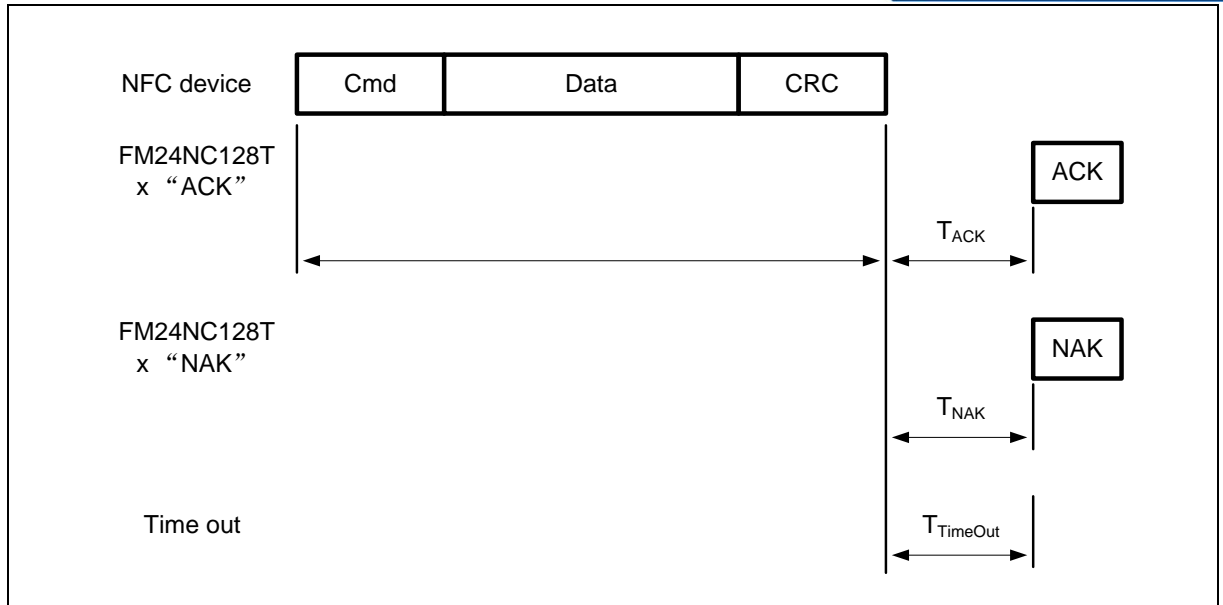 NFC device Cmd Data CRC
FM24NC128T
x “ACK” ACK
TACK
FM24NC128T
x “NAK” NAK
TNAK
Time out TTimeOut